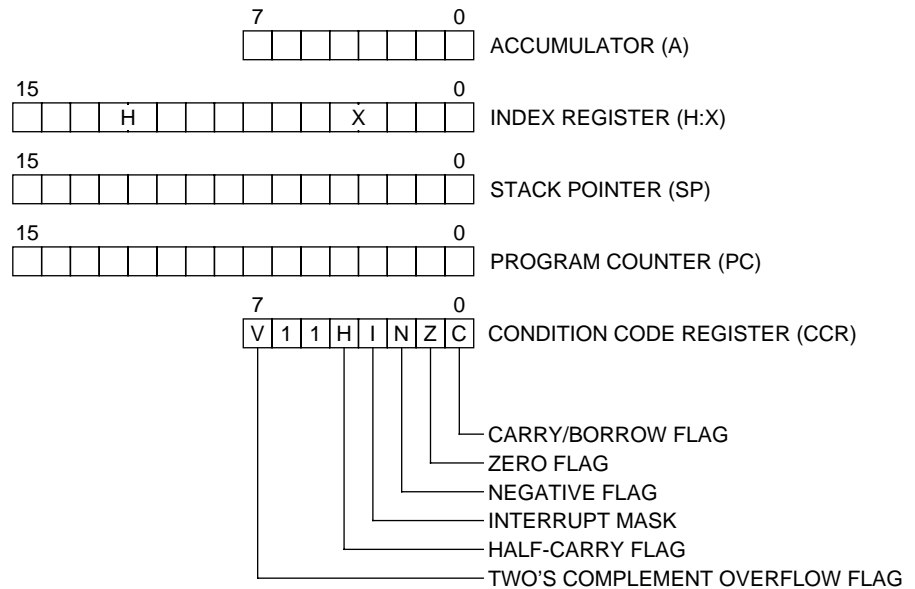 7 0
ACCUMULATOR (A)
15 0
H X INDEX REGISTER (H:X)
15 0
STACK POINTER (SP)
15 0
PROGRAM COUNTER (PC)
7 0
V 1 1 H I N Z C CONDITION CODE REGISTER (CCR)
CARRY/BORROW FLAG
ZERO FLAG
NEGATIVE FLAG
INTERRUPT MASK
HALF-CARRY FLAG
TWO'S COMPLEMENT OVERFLOW FLAG